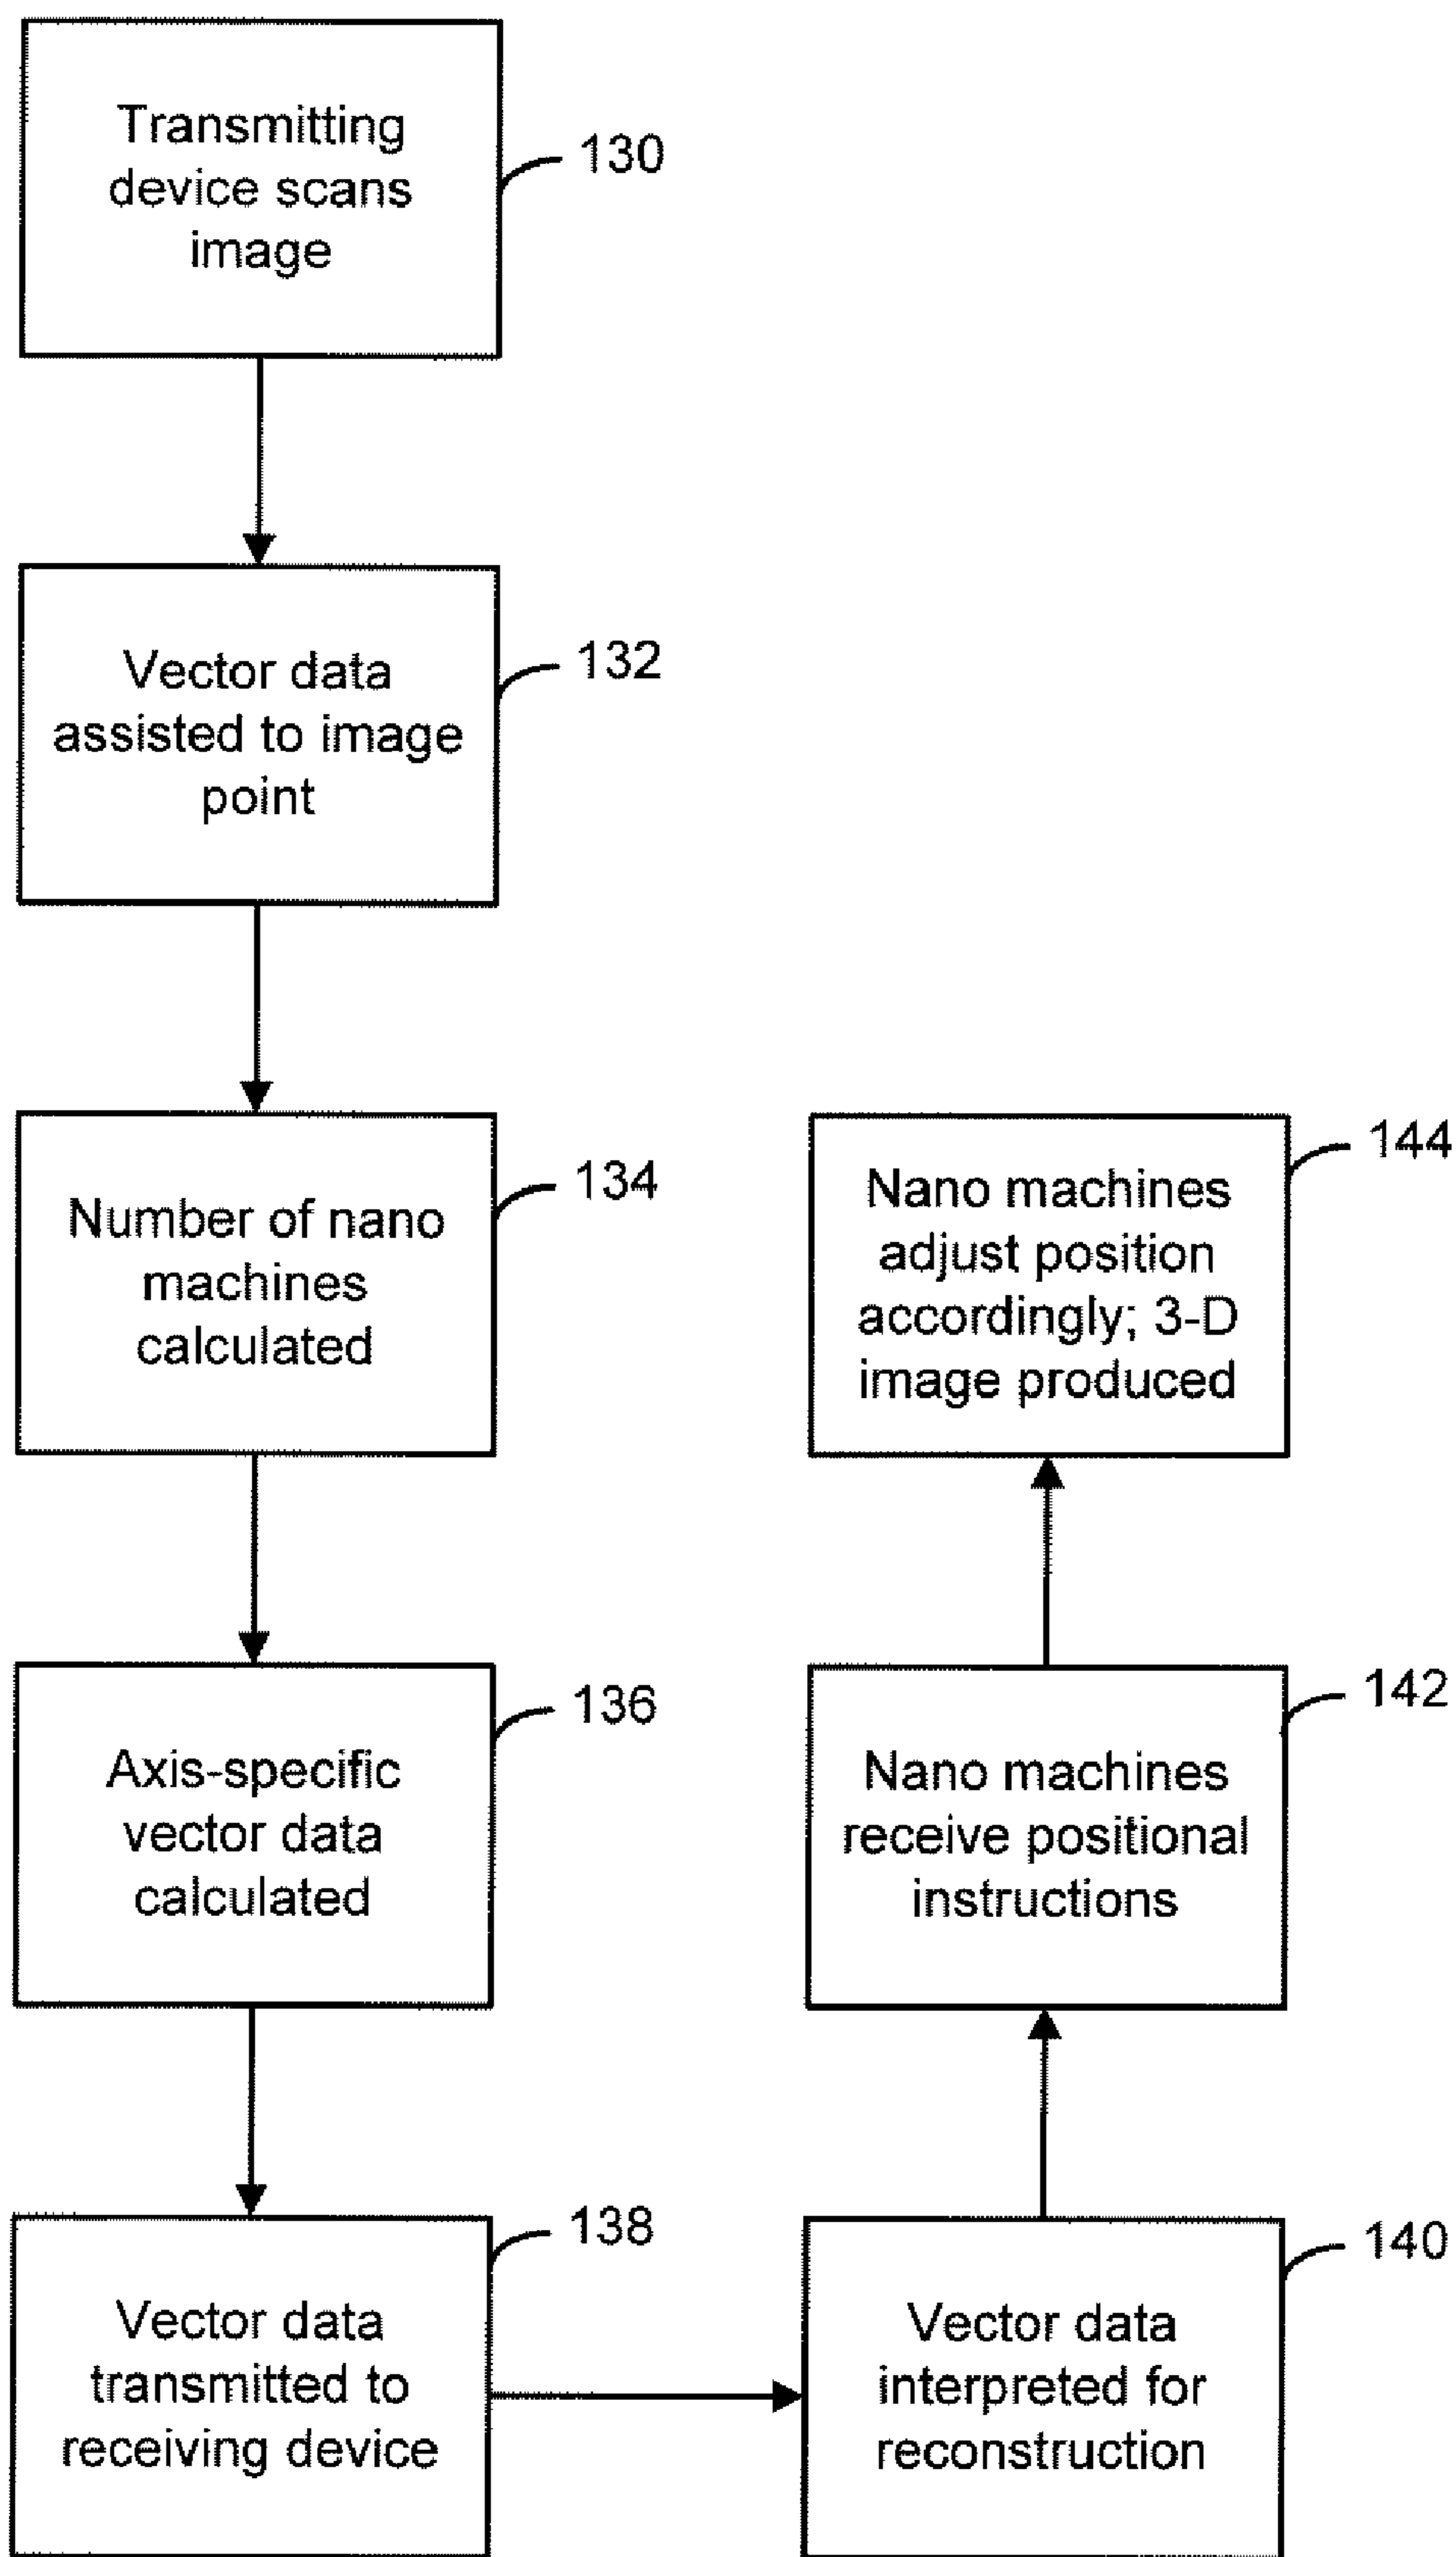 Transmitting
device scans
image
130
Vector data
assisted to image
point
132
Number of nano
machines
calculated
134
Axis-specific
vector data
calculated
136
Vector data
transmitted to
receiving device
138
Vector data
interpreted for
reconstruction
140
Nano machines
receive positional
instructions
142
Nano machines
adjust position
accordingly; 3-D
image produced
144